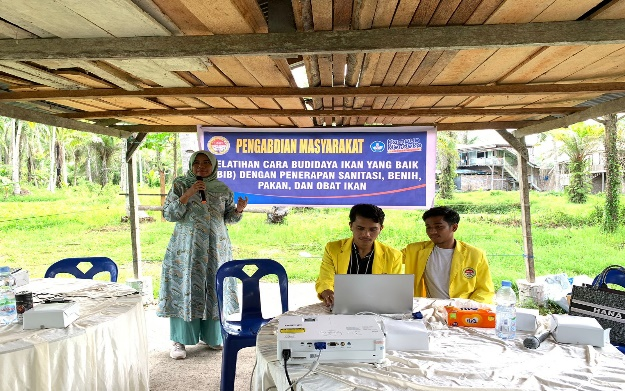 PENGABDIAN MASYARAKAT
PELATIHAN CARA BUDIDAYA IKAN YANG BAIK
(CBIB) DENGAN PENERAPAN SANITASI, BENIH,
PAKAN, DAN OBAT IKAN